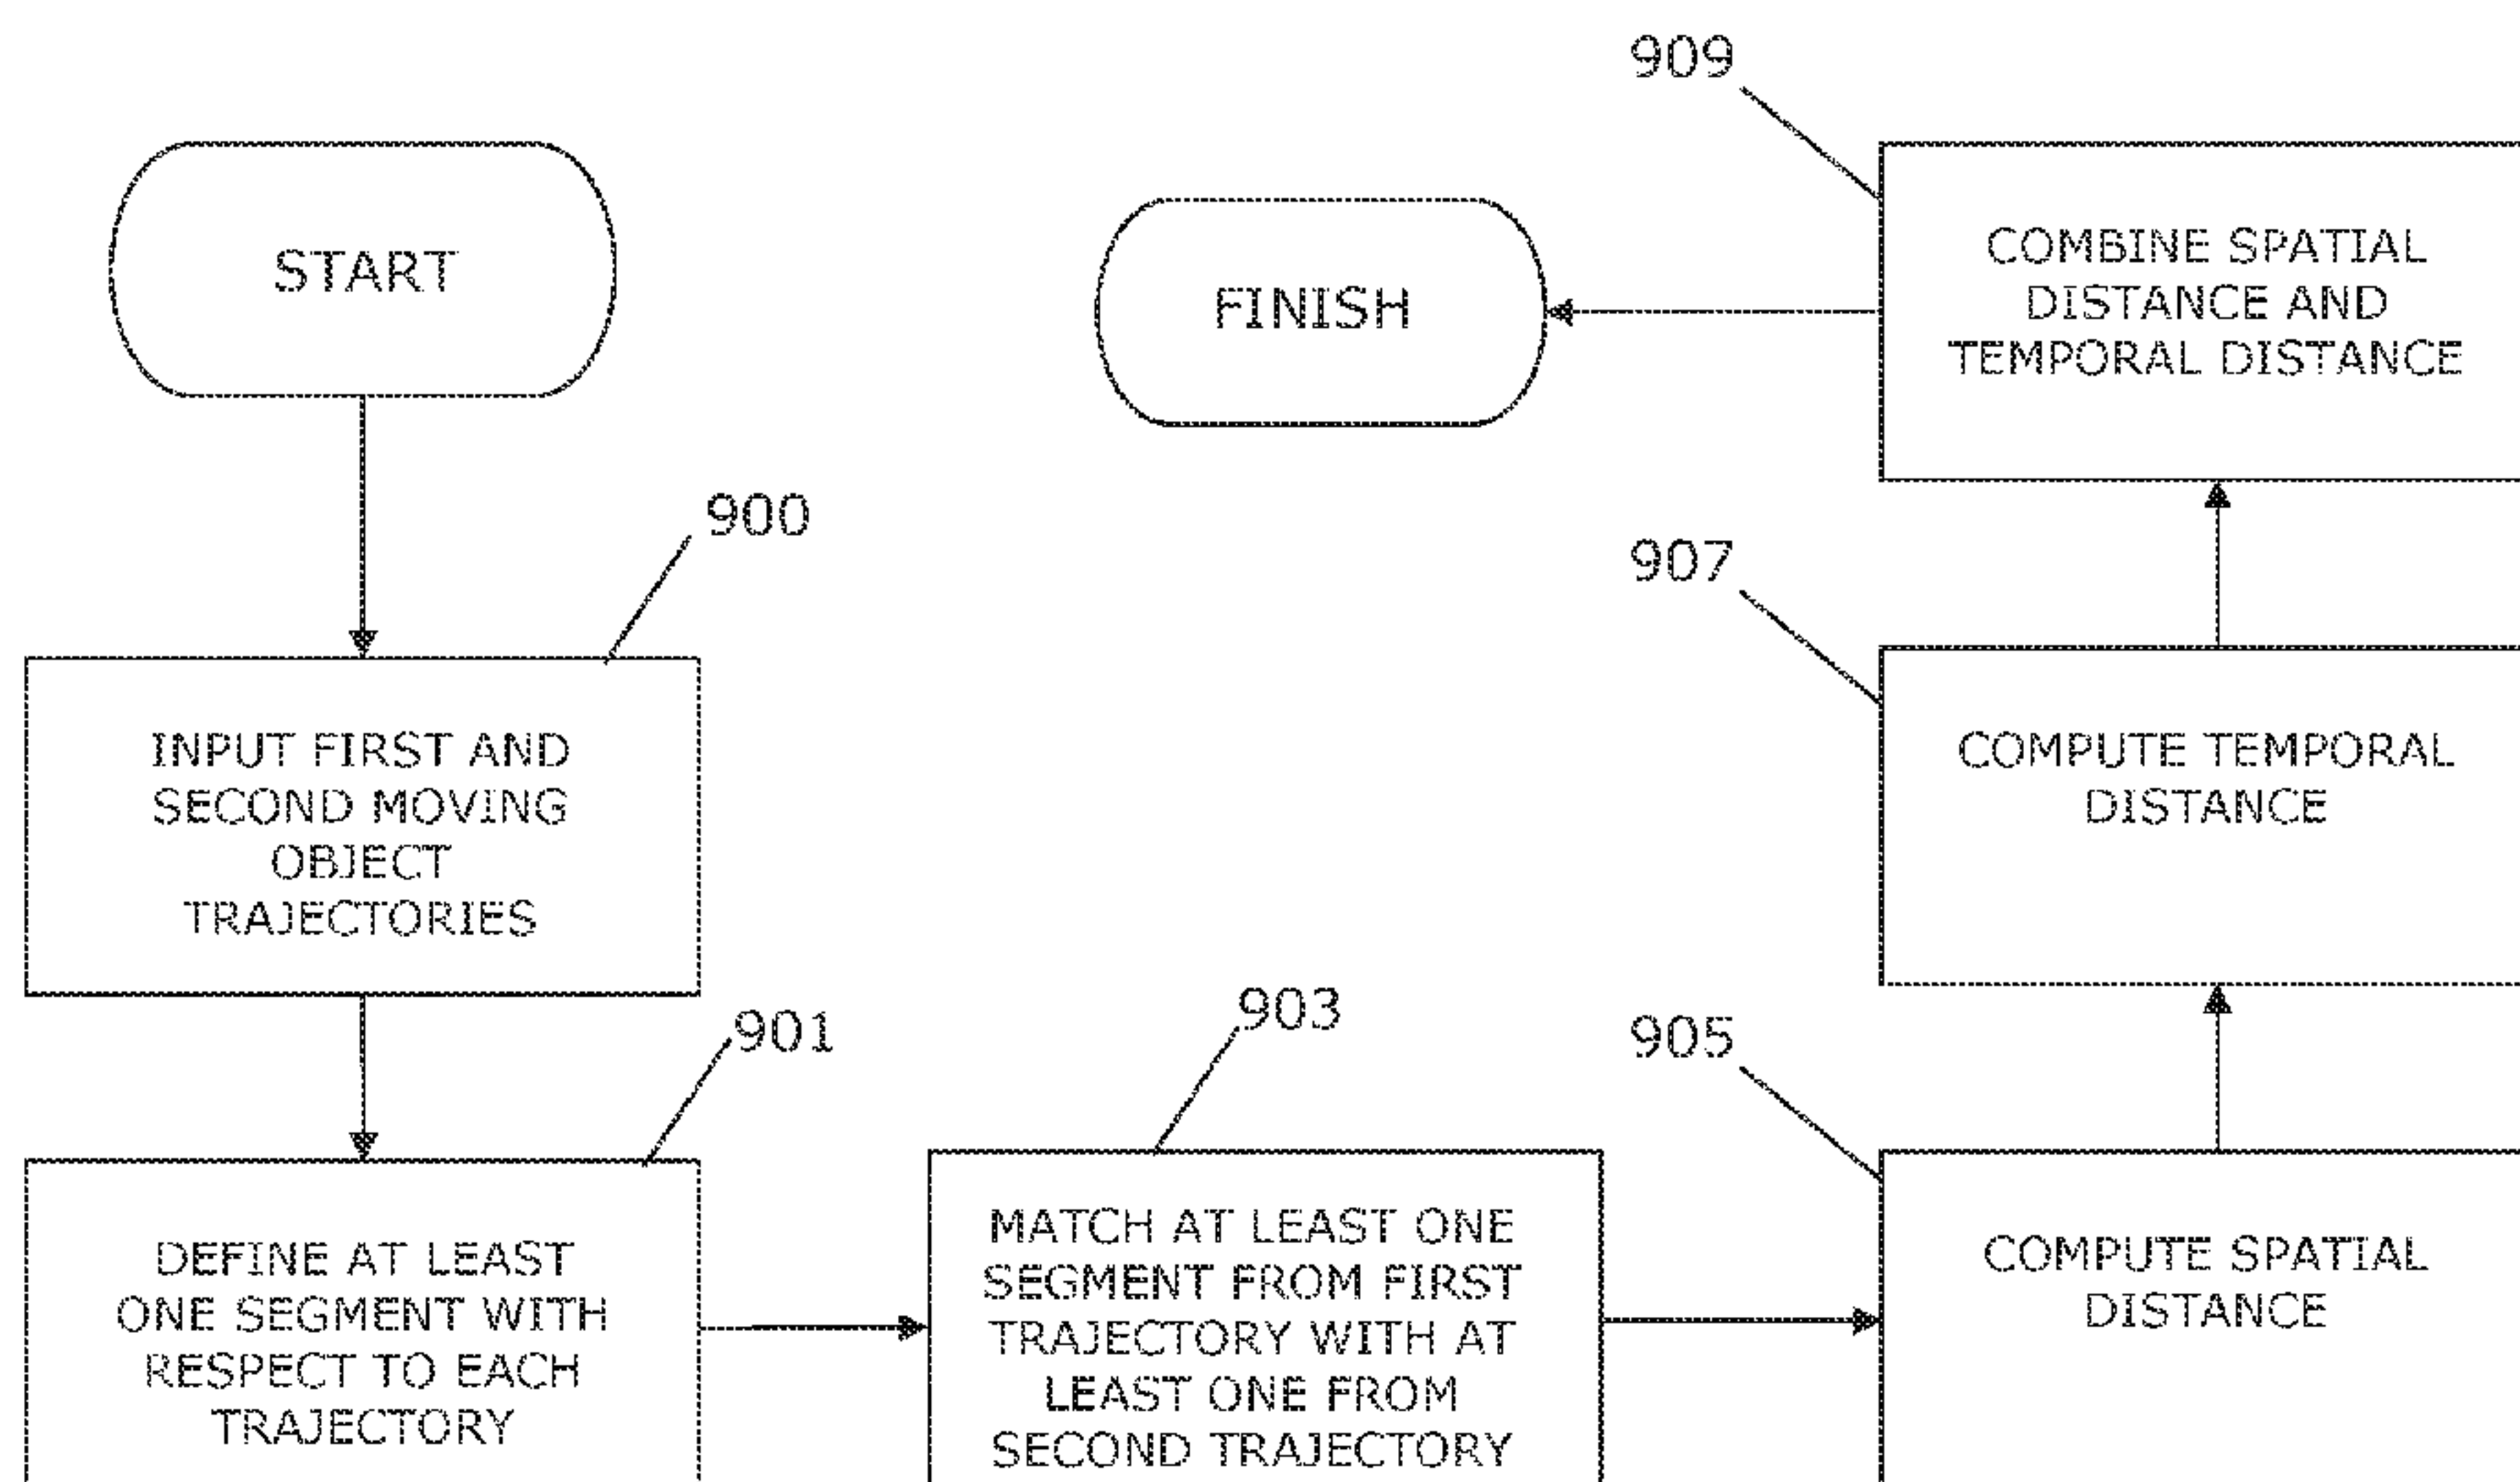 START
900
INPUT FIRST AND
SECOND MOVING
OBJECT
TRAJECTORIES
901
DEFINE AT LEAST
ONE SEGMENT WITH
RESPECT TO EACH
TRAJECTORY
903
MATCH AT LEAST ONE
SEGMENT FROM FIRST
TRAJECTORY WITH AT
LEAST ONE FROM
SECOND TRAJECTORY
905
COMPUTE SPATIAL
DISTANCE
907
COMPUTE TEMPORAL
DISTANCE
909
COMBINE SPATIAL
DISTANCE AND
TEMPORAL DISTANCE
FINISH